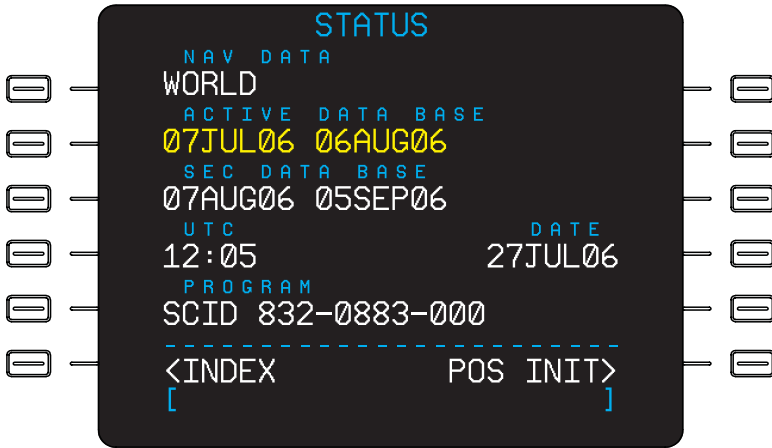 STATUS
NAV DATA
WORLD
ACTIVE DATA BASE
07JUL06 06AUG06
SEC DATA BASE
07AUG06 05SEP06
UTC DATE
12:05 27JUL06
PROGRAM
SCID 832-0883-000
<INDEX POS INIT>
[ ]